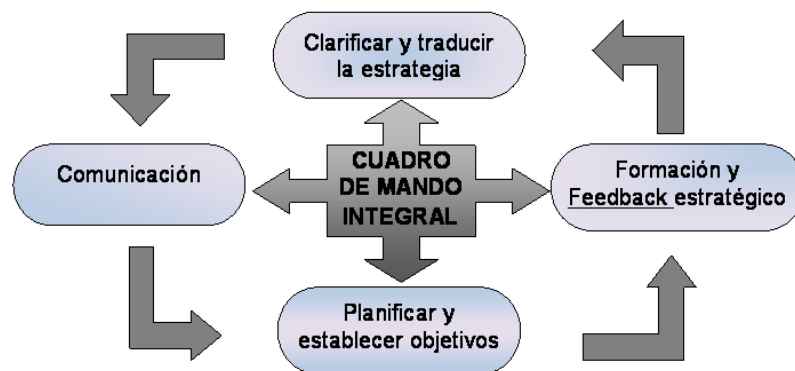 Clarificar y traducir
la estrategia
Comunicación
CUADRO
DE MANDO
INTEGRAL
Formación y
Feedback estratégico
Planificar y
establecer objetivos